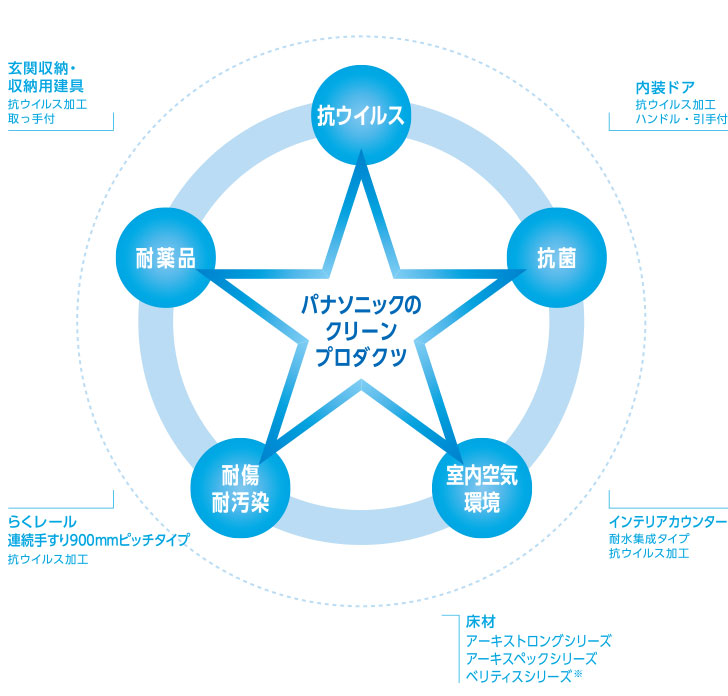 玄関収納・
収納用建具
抗ウイルス加工
取っ手付
内装ドア
抗ウイルス加工
ハンドル・引手付
抗ウイルス
耐薬品
抗菌
パナソニックの
クリーン
プロダクツ
耐傷
耐汚染
室内空気
環境
らくレール
連続手すり900mmピッチタイプ
抗ウイルス加工
インテリアカウンター
耐水集成タイプ
抗ウイルス加工
床材
アーキストロングシリーズ
アーキスペックシリーズ
ベリティスシリーズ※